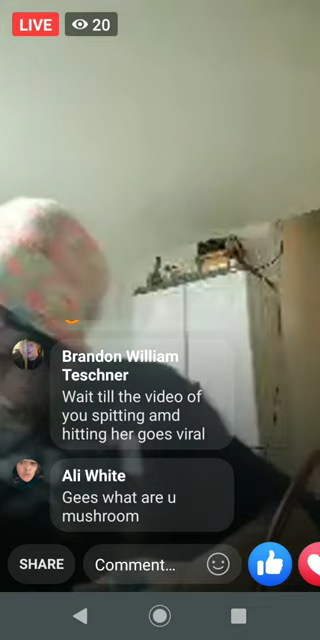 LIVE 20
Brandon William
Teschner
Wait till the video of
you spitting amd
hitting her goes viral
Ali White
Gees what are u
mushroom
SHARE Comment...